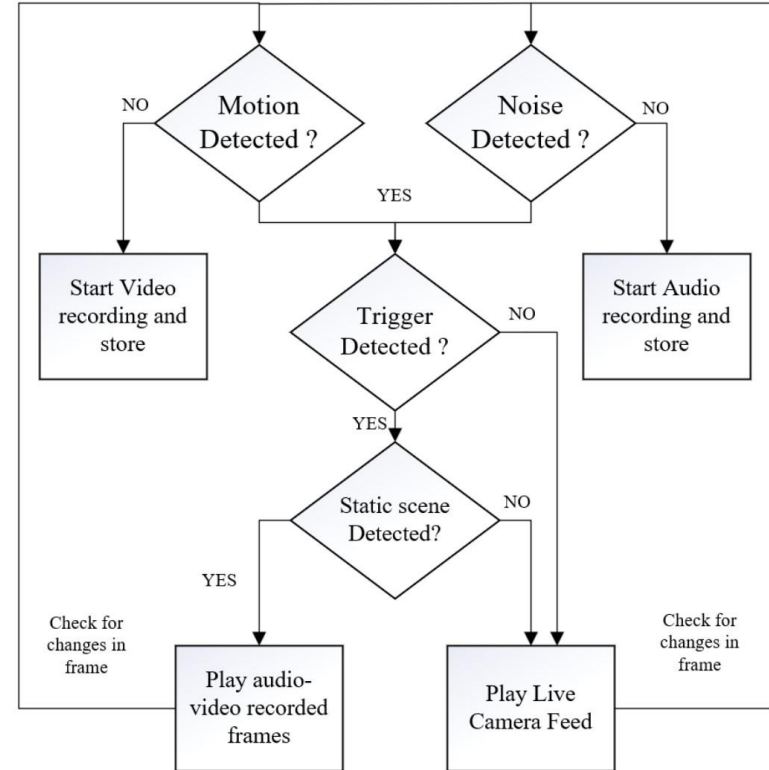 NO
Motion
Detected ?
Noise
Detected ?
NO
YES
Start Video
recording and
store
Trigger
Detected ?
NO
Start Audio
recording and
store
YES
Static scene
Detected?
NO
YES
Check for
changes in
frame
Check for
changes in
frame
Play audio-
video recorded
frames
Play Live
Camera Feed